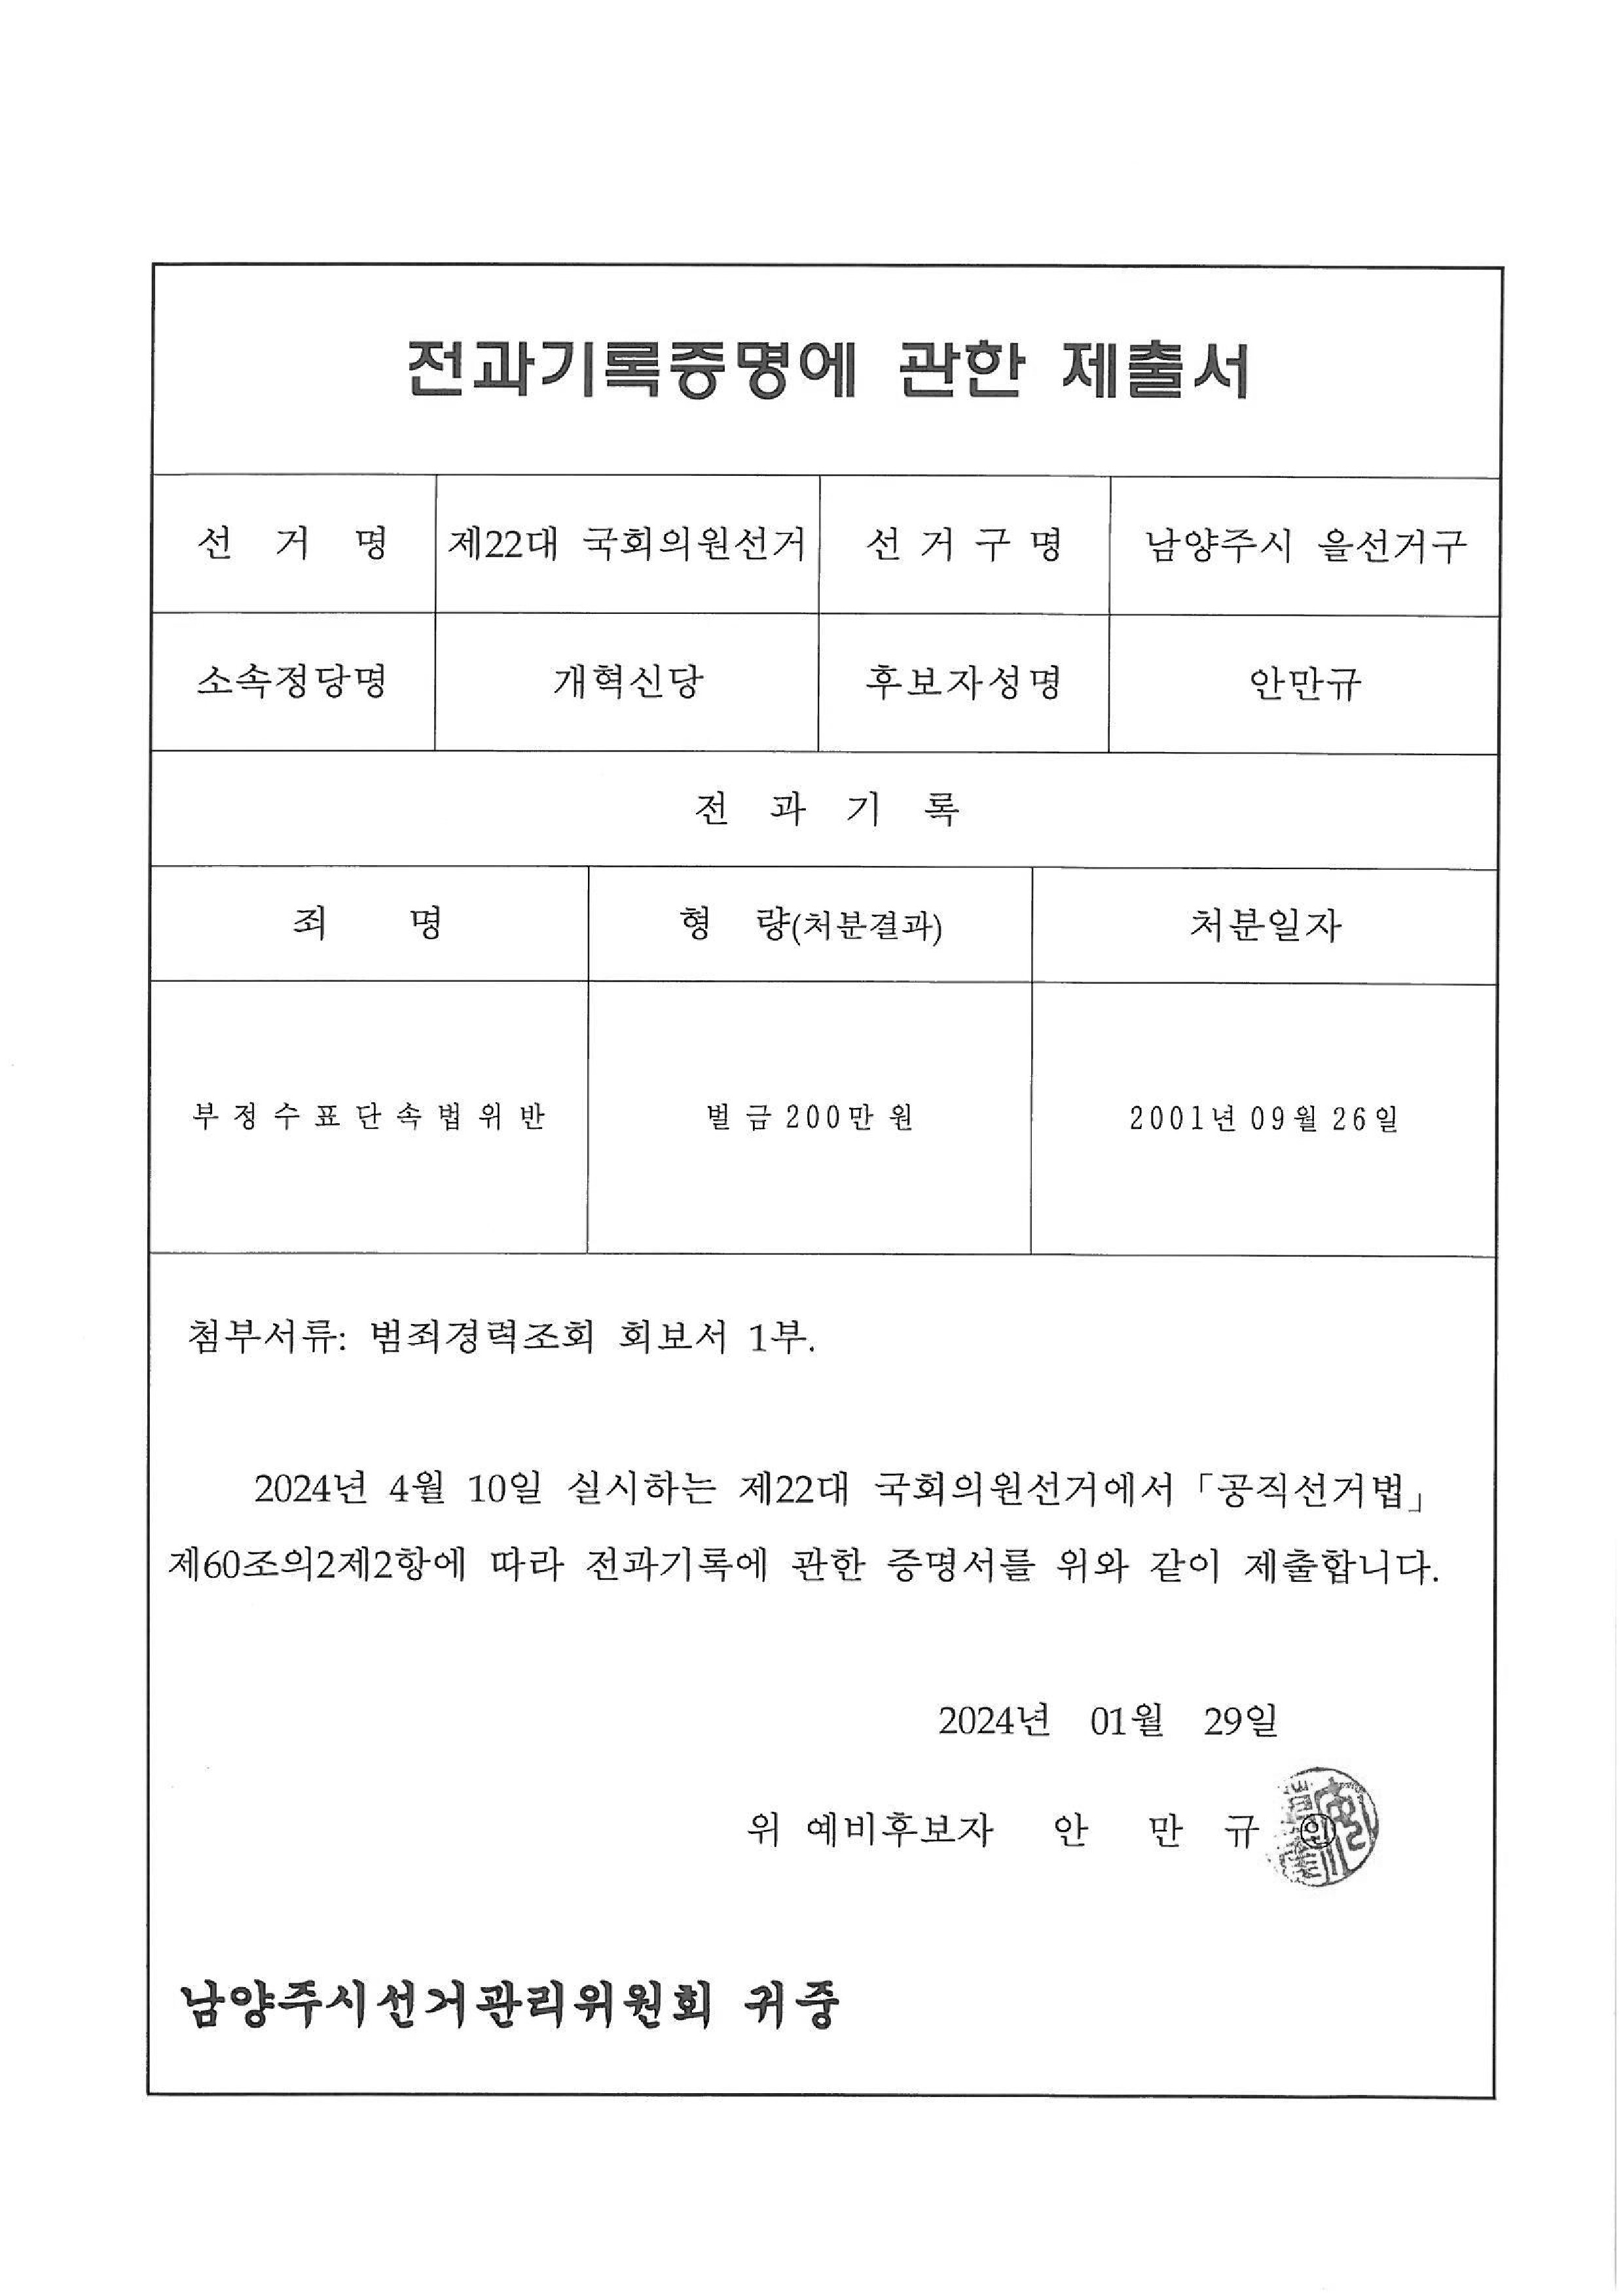 전과기록증명에 관한 제출서
선 거 명 제22대 국회의원선거 선 거 구 명 남양주시 을선거구
소속정당명 개혁신당 후보자성명 안만규
전 과 기 록
죄 명 형 량(처분결과) 처분일자
부정수표단속법위반 벌금200만원 2001년09월26일
첨부서류: 범죄경력조회 회보서 1부.
2024년 4월 10일 실시하는 제22대 국회의원선거에서 「공직선거법」
제60조의2제2항에 따라 전과기록에 관한 증명서를 위와 같이 제출합니다.
2024년 01월 29일
위 예비후보자 안 만 규 ㊞
남양주시선거관리위원회 귀중